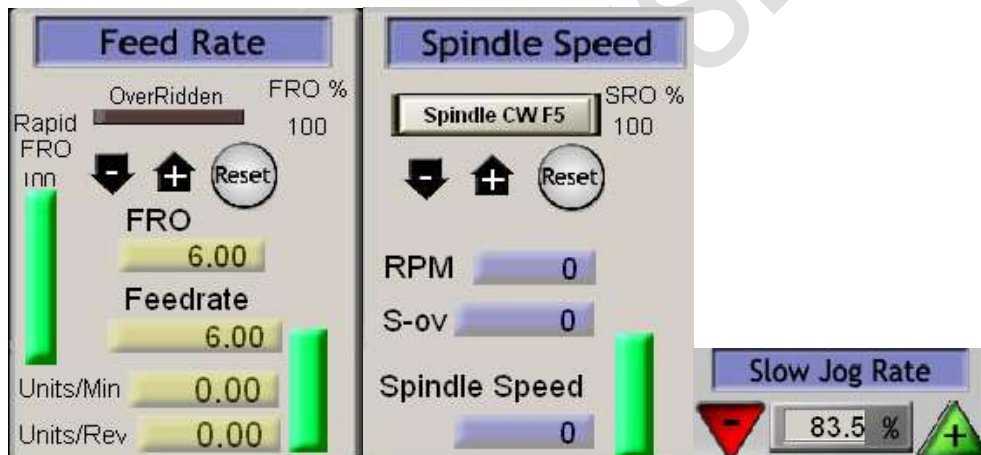 Feed Rate
OverRidden
FRO %
100
Rapid
FRO
100
-
+
Reset
FRO
6.00
Feedrate
6.00
Units/Min 0.00
Units/Rev 0.00
Spindle Speed
Spindle CW F5
SRO %
100
-
+
Reset
RPM 0
S-ov 0
Spindle Speed
0
Slow Jog Rate
- 83.5 % +